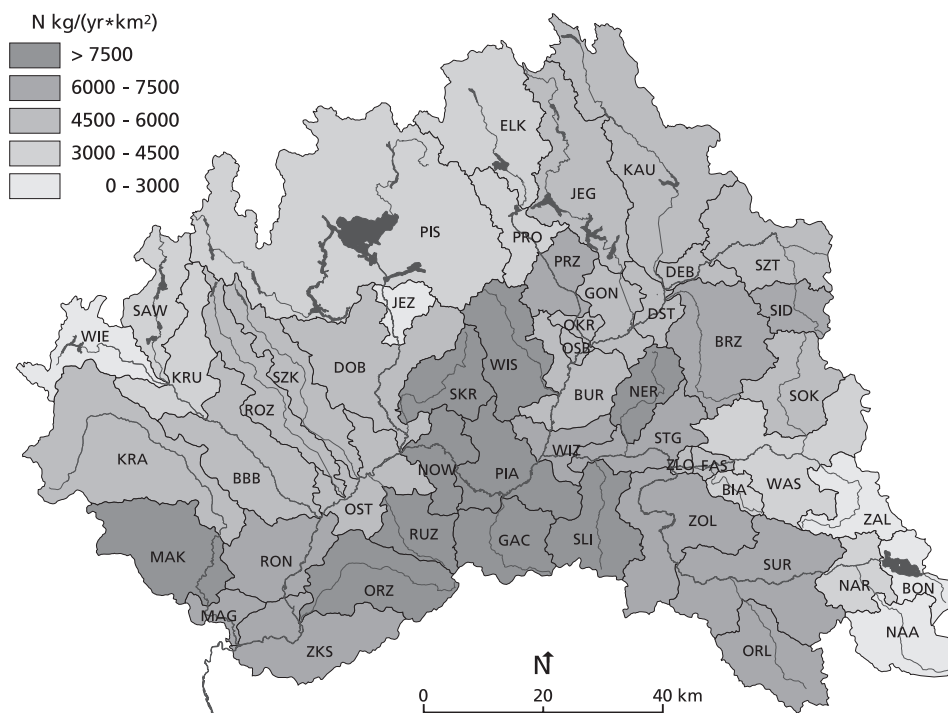 N kg/(yr*km²)
> 7500
6000 - 7500
4500 - 6000
3000 - 4500
0 - 3000
ELK
KAU
JEG
PIS
PRO
PRZ
DEB
SZT
JEZ
GON
SAW
DST
SID
OKR
WIE
OSB
BRZ
DOB
WIS
KRU
SZK
SKR
BUR
NER
SOK
ROZ
STG
KRA
WIZ
ZLO FAS
NOW
PIA
BBB
WAS
BIA
OST
ZAL
ZOL
RUZ
GAC
SLI
MAK
RON
SUR
ORZ
NAR
BON
MAG
NAA
ZKS
ORL
N
0 20 40 km